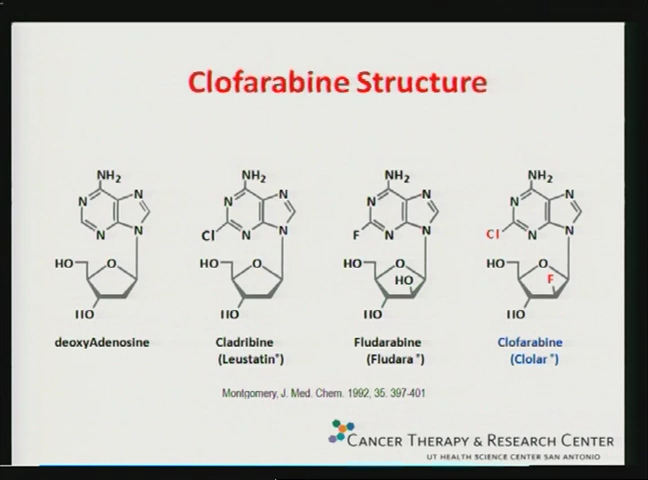 Clofarabine Structure
NH2 NH2 NH2 NH2
N N N N
N N N N
Cl F Cl
N N N N N N N N
HO O HO O HO O HO O
HO F
HO HO HO HO
deoxyAdenosine Cladribine Fludarabine Clofarabine
(Leustatin®) (Fludara ®) (Clolar ®)
Montgomery, J. Med. Chem. 1992, 35. 397-401
CANCER THERAPY & RESEARCH CENTER
UT HEALTH SCIENCE CENTER SAN ANTONIO